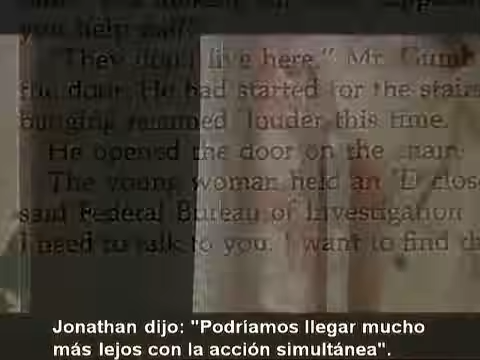 you help
"They don't live here," Mr. Gumb
the door. He had started for the stairs
banging resumed, louder this time.
He opened the door on the chain.
The young woman held an ID close
said Federal Bureau of Investigation
I need to talk to you. I want to find th
Jonathan dijo: "Podríamos llegar mucho
más lejos con la acción simultánea".